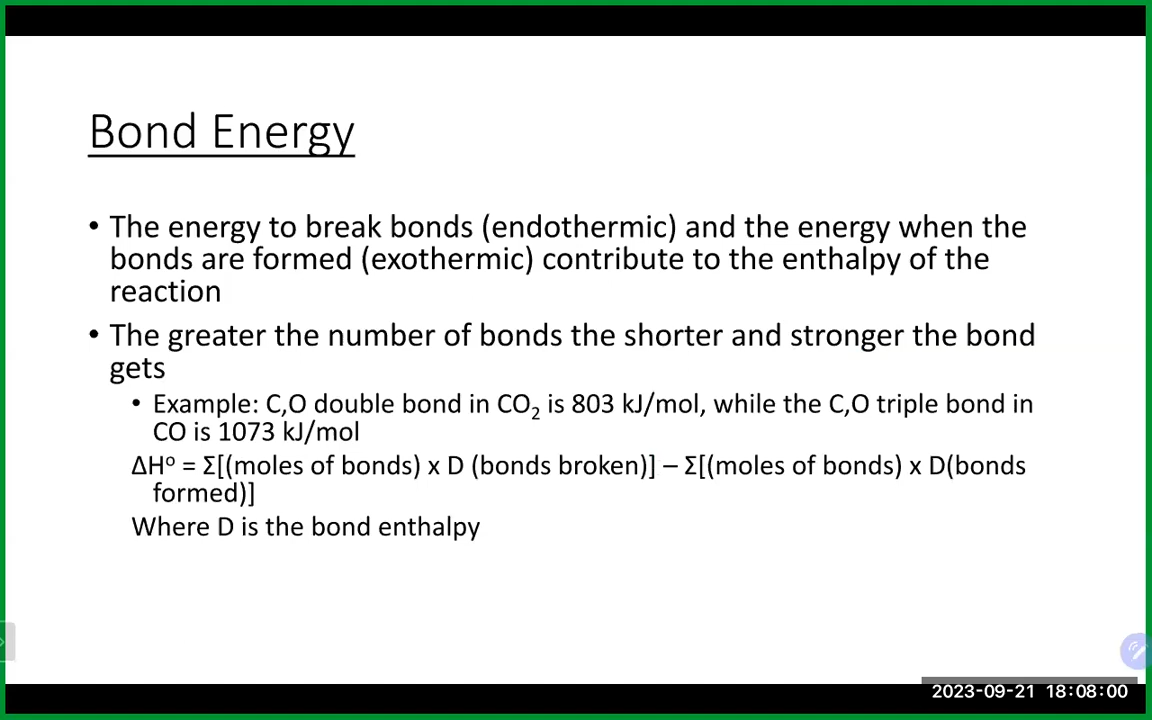 Bond Energy
• The energy to break bonds (endothermic) and the energy when the
bonds are formed (exothermic) contribute to the enthalpy of the
reaction
• The greater the number of bonds the shorter and stronger the bond
gets
• Example: C,O double bond in CO₂ is 803 kJ/mol, while the C,O triple bond in
CO is 1073 kJ/mol
ΔHᵒ = Σ[(moles of bonds) x D (bonds broken)] – Σ[(moles of bonds) x D(bonds
formed)]
Where D is the bond enthalpy
2023-09-21 18:08:00